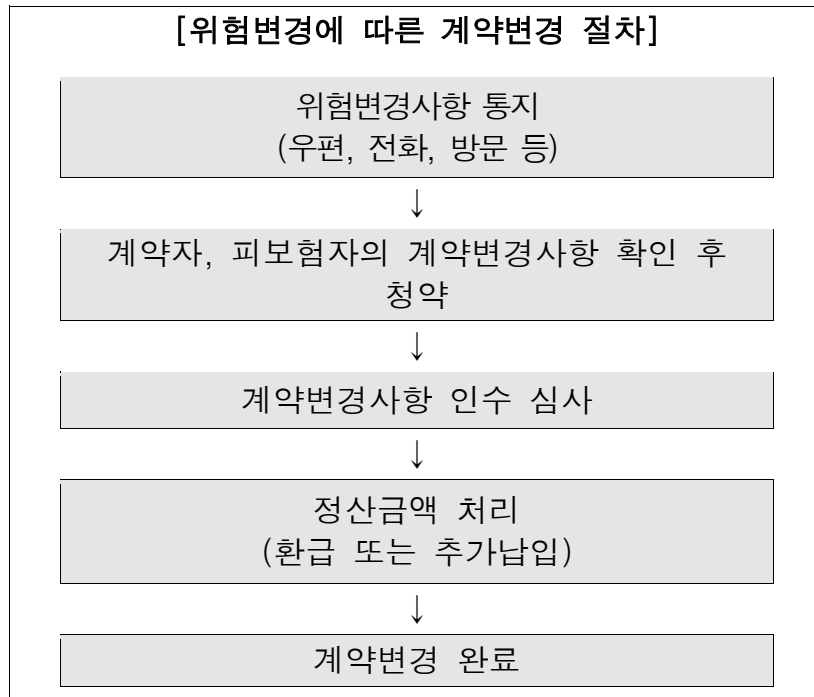 [위험변경에 따른 계약변경 절차]
위험변경사항 통지
(우편, 전화, 방문 등)
↓
계약자, 피보험자의 계약변경사항 확인 후
청약
↓
계약변경사항 인수 심사
↓
정산금액 처리
(환급 또는 추가납입)
↓
계약변경 완료